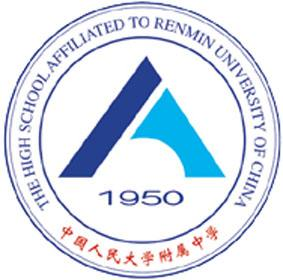 THE HIGH SCHOOL AFFILIATED TO RENMIN UNIVERSITY OF CHINA
1950
中国人民大学附属中学